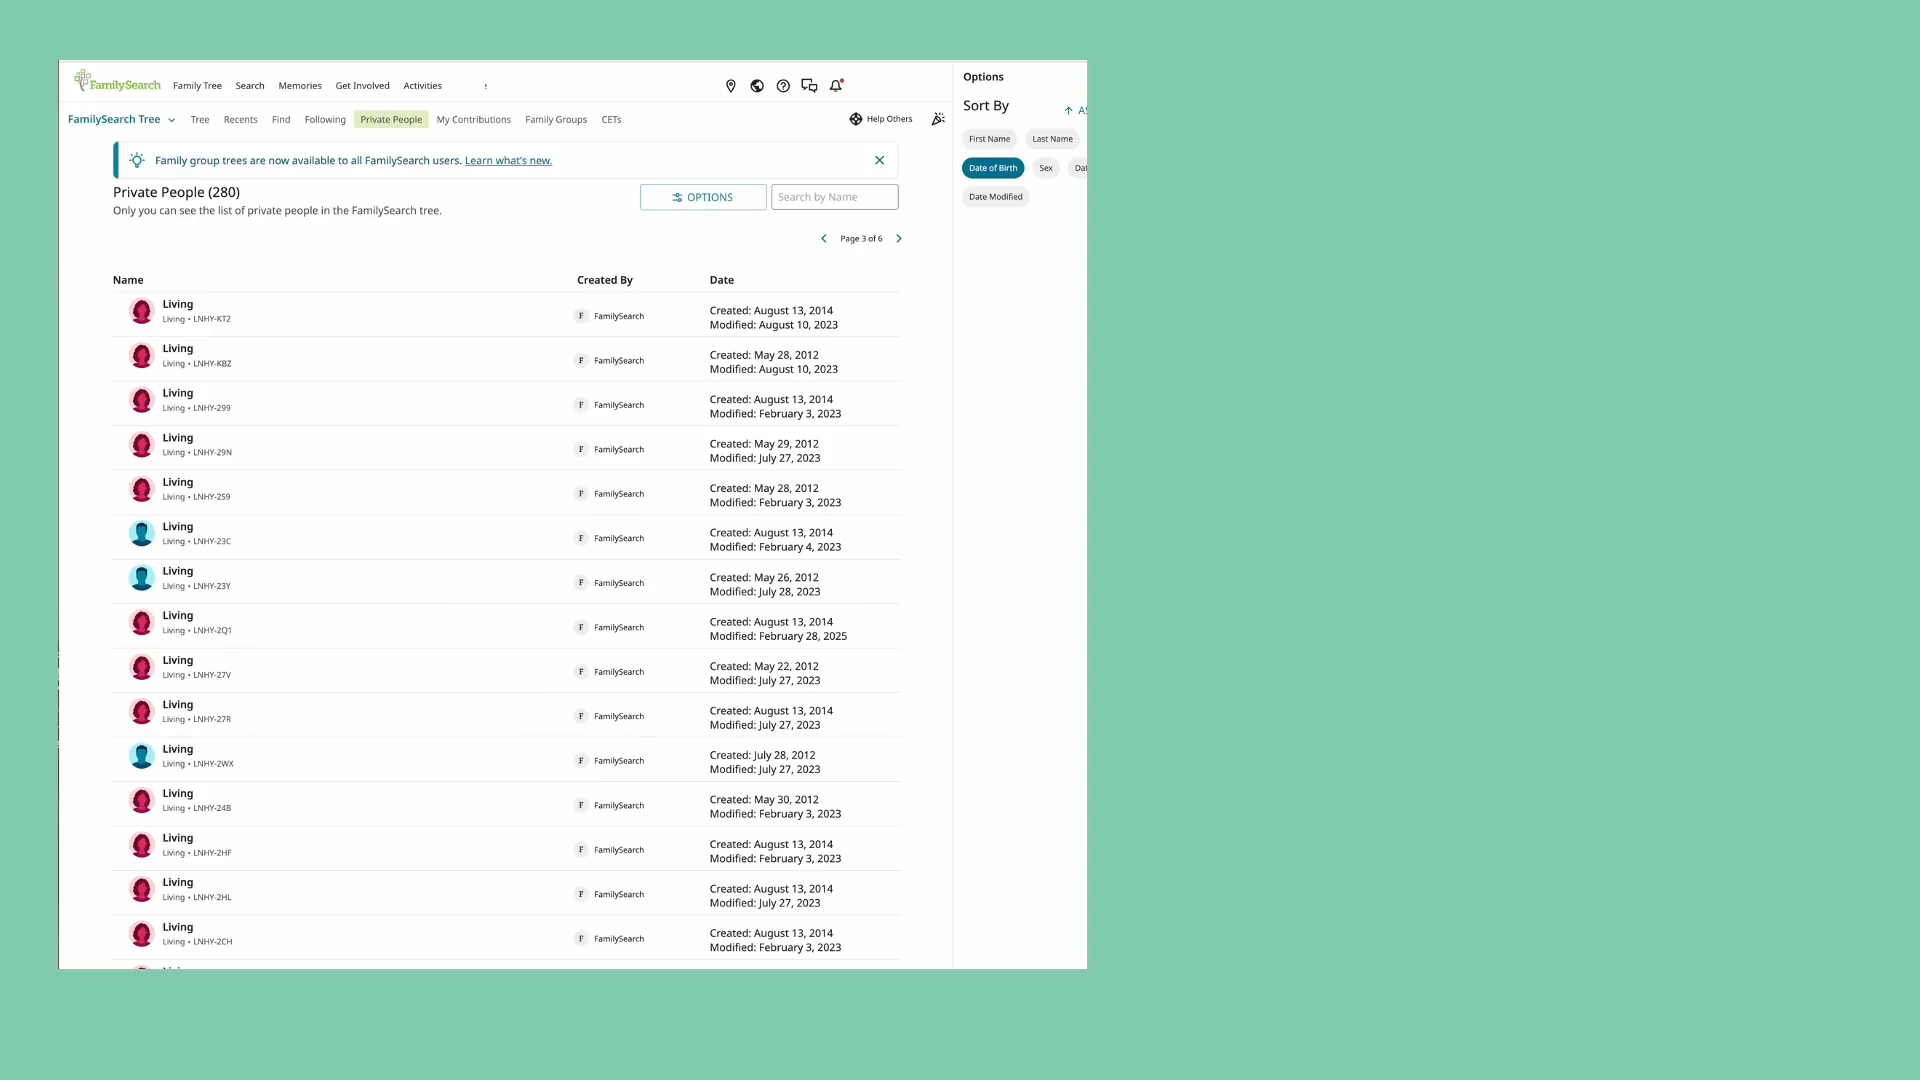 FamilySearch Family Tree Search Memories Get Involved Activities
FamilySearch Tree Tree Recents Find Following Private People My Contributions Family Groups CETs Help Others
Family group trees are now available to all FamilySearch users. Learn what's new.
Private People (280)
Only you can see the list of private people in the FamilySearch tree.
OPTIONS Search by Name
Page 3 of 6
Name Created By Date
Living
Living • LNHY-KT2
F FamilySearch
Created: August 13, 2014
Modified: August 10, 2023
Living
Living • LNHY-KBZ
F FamilySearch
Created: May 28, 2012
Modified: August 10, 2023
Living
Living • LNHY-299
F FamilySearch
Created: August 13, 2014
Modified: February 3, 2023
Living
Living • LNHY-29N
F FamilySearch
Created: May 29, 2012
Modified: July 27, 2023
Living
Living • LNHY-2S9
F FamilySearch
Created: May 28, 2012
Modified: February 3, 2023
Living
Living • LNHY-23C
F FamilySearch
Created: August 13, 2014
Modified: February 4, 2023
Living
Living • LNHY-23Y
F FamilySearch
Created: May 26, 2012
Modified: July 28, 2023
Living
Living • LNHY-2Q1
F FamilySearch
Created: August 13, 2014
Modified: February 28, 2025
Living
Living • LNHY-27V
F FamilySearch
Created: May 22, 2012
Modified: July 27, 2023
Living
Living • LNHY-27R
F FamilySearch
Created: August 13, 2014
Modified: July 27, 2023
Living
Living • LNHY-2WX
F FamilySearch
Created: July 28, 2012
Modified: July 27, 2023
Living
Living • LNHY-24B
F FamilySearch
Created: May 30, 2012
Modified: February 3, 2023
Living
Living • LNHY-2HF
F FamilySearch
Created: August 13, 2014
Modified: February 3, 2023
Living
Living • LNHY-2HL
F FamilySearch
Created: August 13, 2014
Modified: July 27, 2023
Living
Living • LNHY-2CH
F FamilySearch
Created: August 13, 2014
Modified: February 3, 2023
Options
Sort By
First Name Last Name
Date of Birth Sex
Date Modified